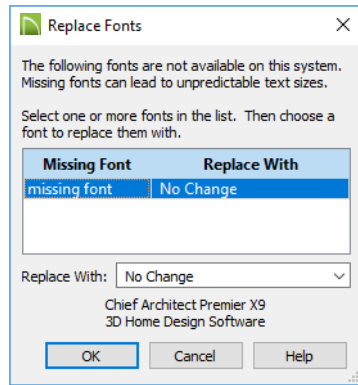 Replace Fonts
The following fonts are not available on this system.
Missing fonts can lead to unpredictable text sizes.
Select one or more fonts in the list. Then choose a
font to replace them with.
Missing Font Replace With
missing font No Change
Replace With: No Change
Chief Architect Premier X9
3D Home Design Software
OK Cancel Help